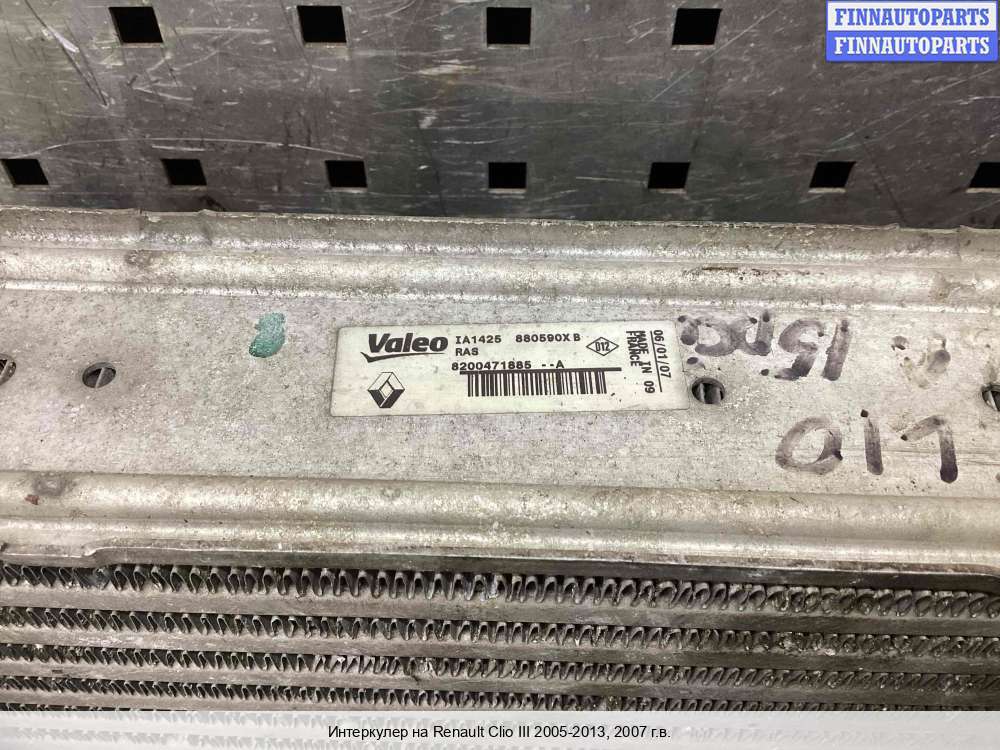 FINNAUTOPARTS
FINNAUTOPARTS
Valeo
IA1425 880590X B
RAS
8200471885 --A
D12
06/01/07
MADE IN 09
FRANCE
Интеркулер на Renault Clio III 2005-2013, 2007 г.в.